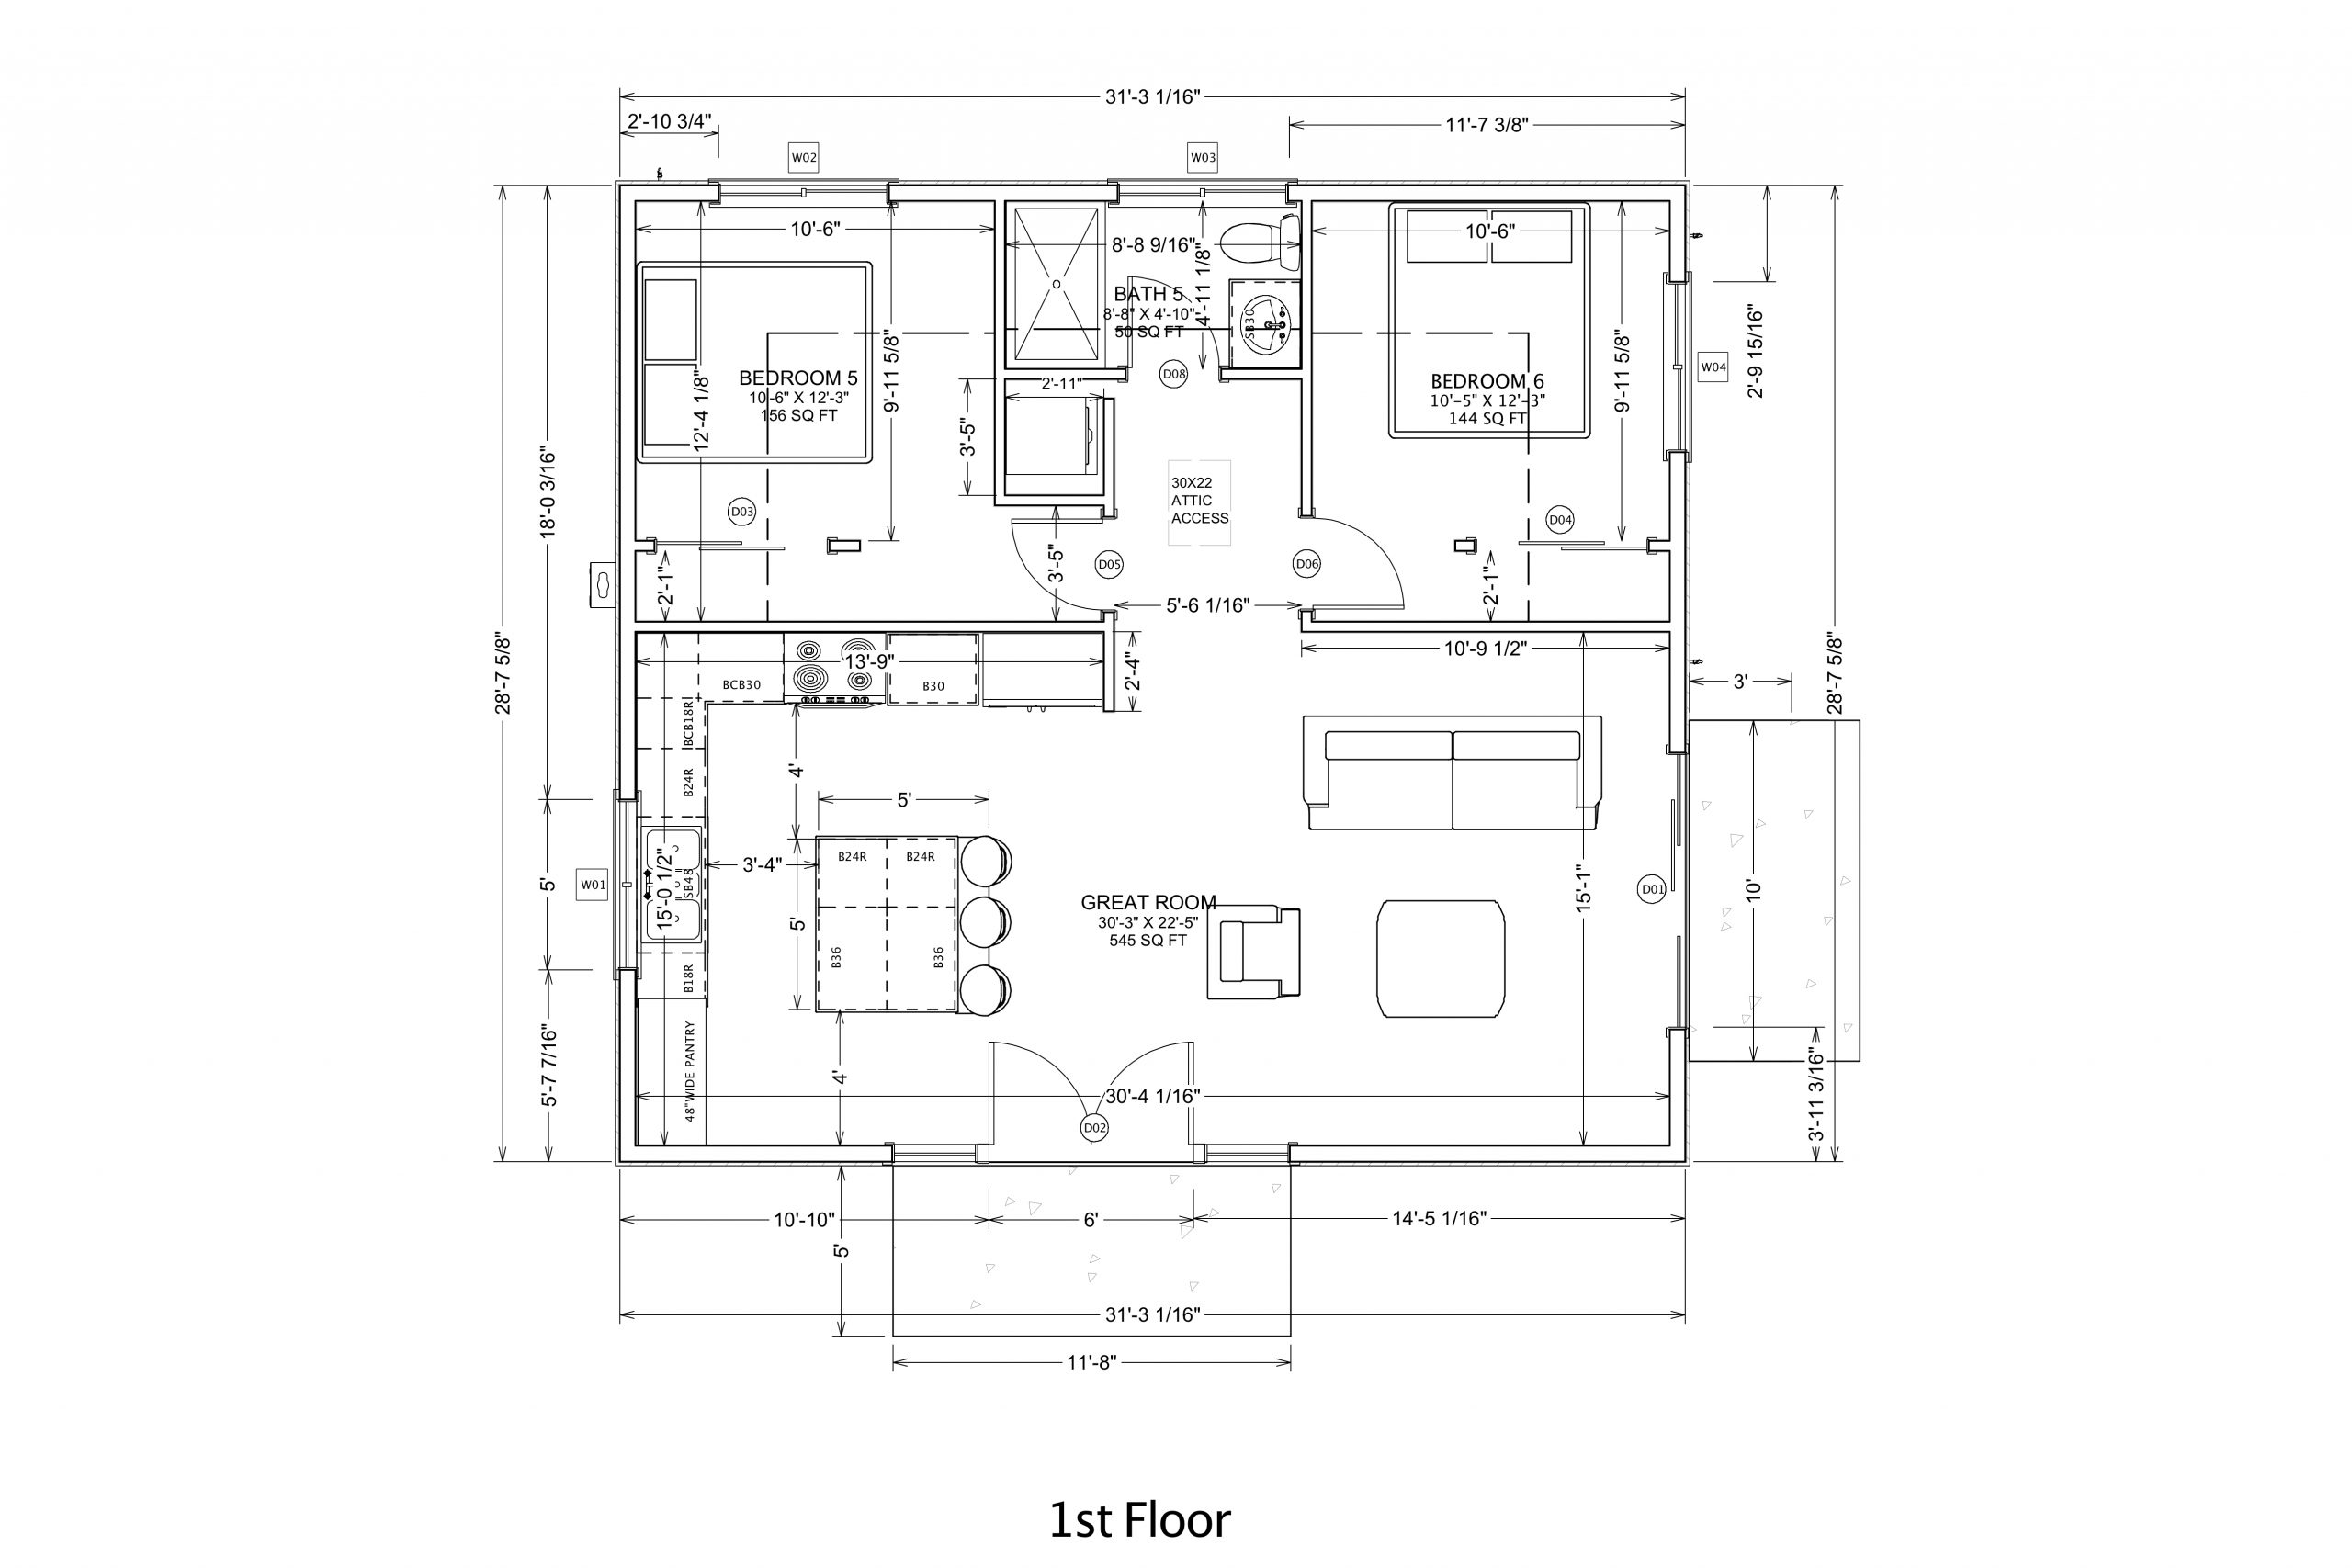 31'-3 1/16"
2'-10 3/4"
11'-7 3/8"
W02
W03
10'-6"
8'-8 9/16"
10'-6"
4'-11 1/8"
BATH 5
8'-8" X 4'-10"
50 SQ FT
SB30
2'-9 15/16"
W04
9'-11 5/8"
9'-11 5/8"
12'-4 1/8"
BEDROOM 5
10'-6" X 12'-3"
156 SQ FT
D08
2'-11"
BEDROOM 6
10'-5" X 12'-3"
144 SQ FT
3'-5"
18'-0 3/16"
30X22
ATTIC
ACCESS
D03
D04
D05
D06
3'-5"
2'-1"
2'-1"
5'-6 1/16"
28'-7 5/8"
28'-7 5/8"
13'-9"
BCB30
B30
2'-4"
10'-9 1/2"
3'
BCB18R
B24R
4'
5'
5'
W01
15'-0 1/2"
SB48
3'-4"
B24R
B24R
5'
B36
B36
B18R
GREAT ROOM
30'-3" X 22'-5"
545 SQ FT
15'-1"
D01
10'
5'-7 7/16"
48"WIDE PANTRY
4'
30'-4 1/16"
D02
3'-11 3/16"
10'-10"
6'
14'-5 1/16"
5'
31'-3 1/16"
11'-8"
1st Floor